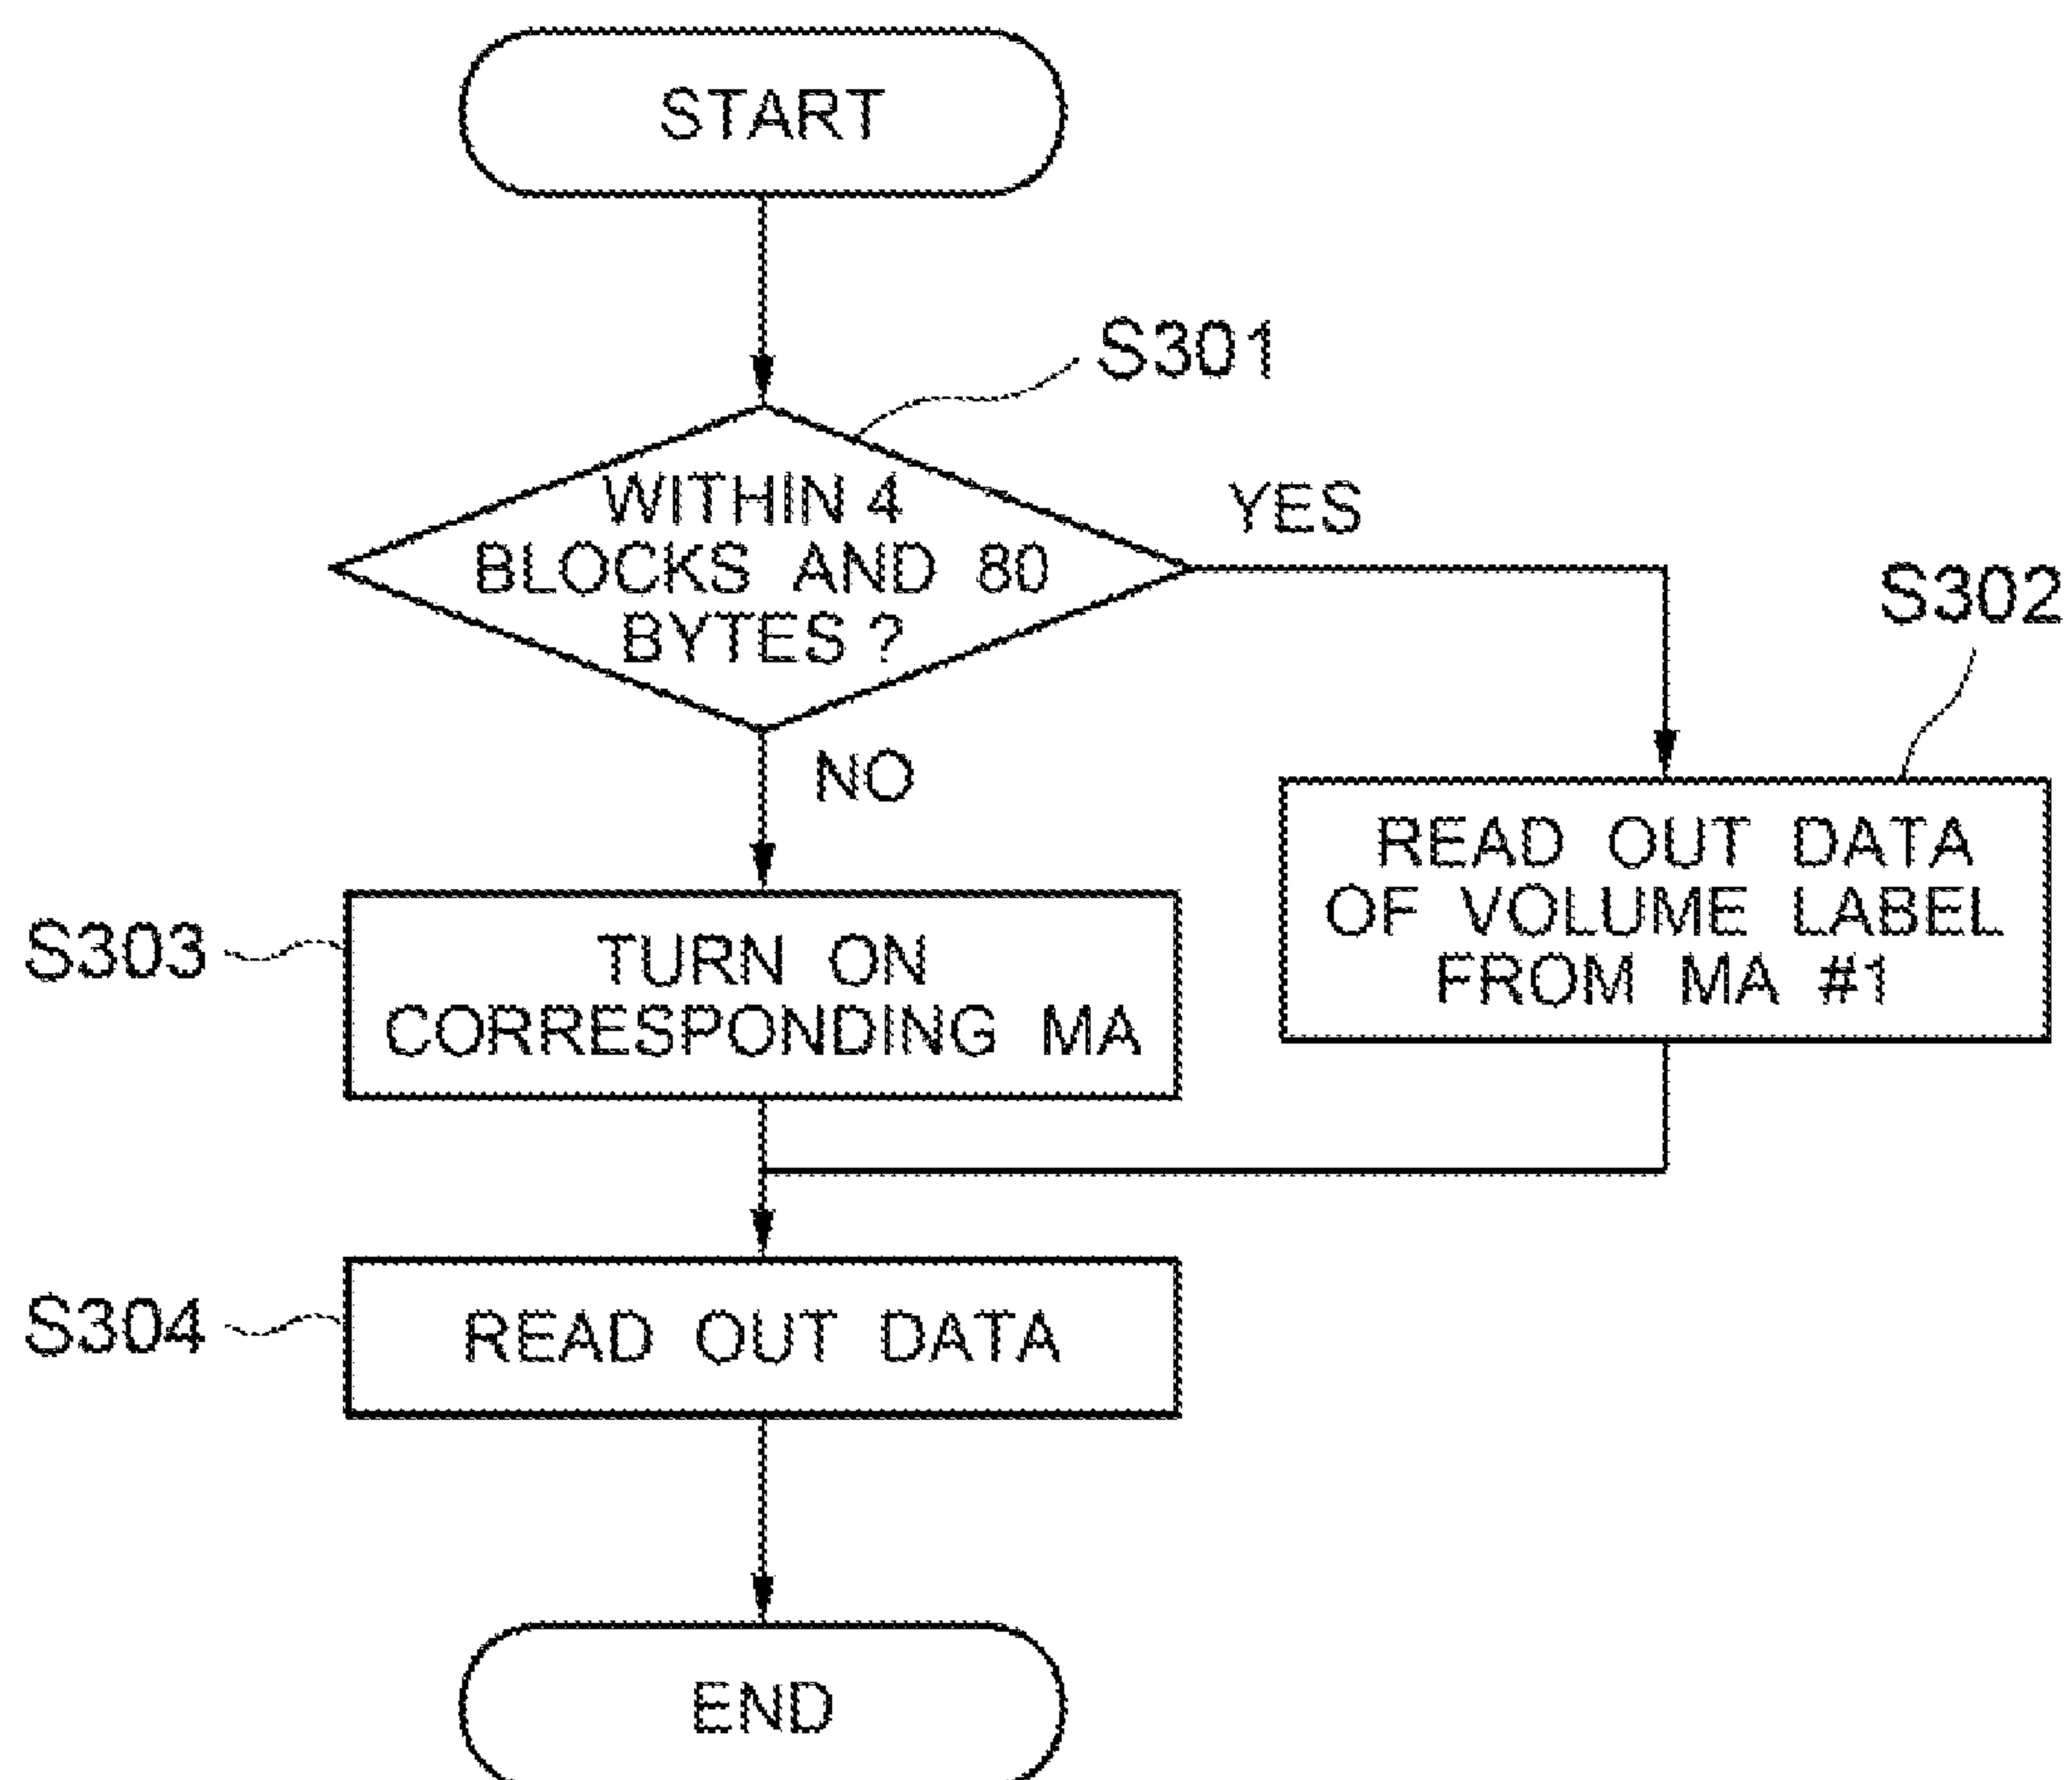 START
S301
WITHIN 4
BLOCKS AND 80
BYTES ?
YES
S302
NO
READ OUT DATA
OF VOLUME LABEL
FROM MA #1
S303
TURN ON
CORRESPONDING MA
S304
READ OUT DATA
END